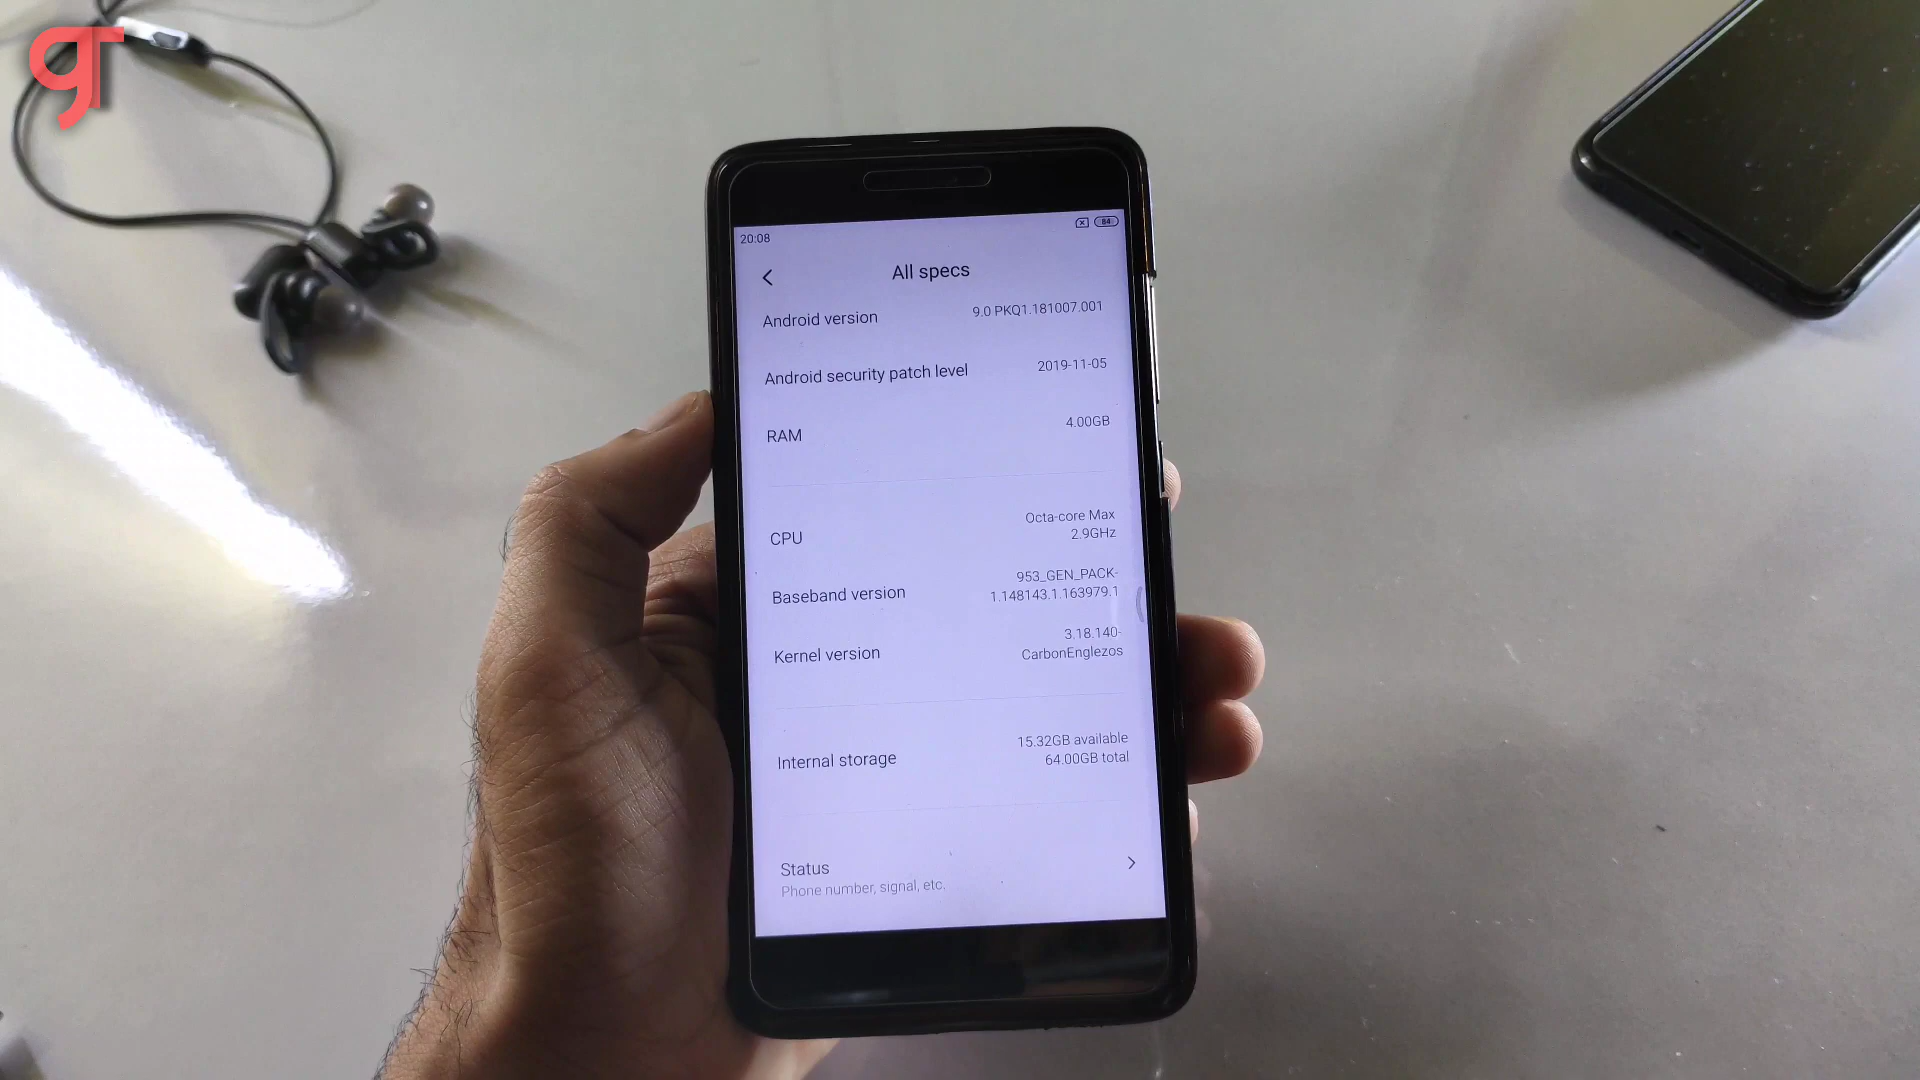 20:08
84
All specs
Android version
9.0 PKQ1.181007.001
Android security patch level
2019-11-05
RAM
4.00GB
CPU
Octa-core Max
2.9GHz
Baseband version
953_GEN_PACK-
1.148143.1.163979.1
Kernel version
3.18.140-
CarbonEnglezos
Internal storage
15.32GB available
64.00GB total
Status
Phone number, signal, etc.